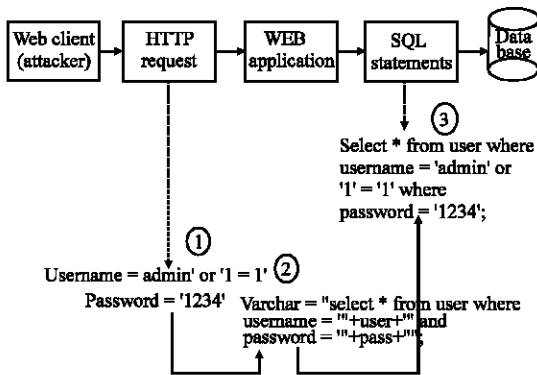 Web client
(attacker)
HTTP
request
WEB
application
SQL
statements
Data
base
3
Select * from user where
username = 'admin' or
'1' = '1' where
password = '1234';
1
Username = admin' or '1 = 1'
Password = '1234'
2
Varchar = "select * from user where
username = '"+user+"' and
password = '"+pass+"'";